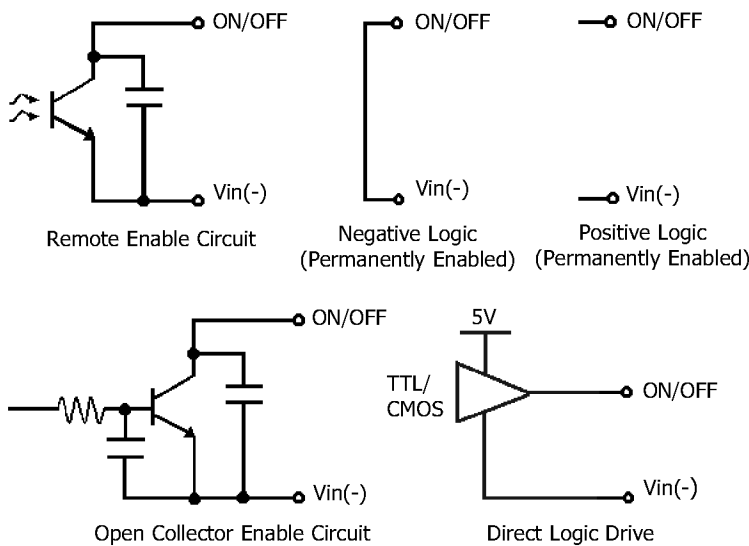 ON/OFF
Vin(-)
Remote Enable Circuit
ON/OFF
Vin(-)
Negative Logic
(Permanently Enabled)
ON/OFF
Vin(-)
Positive Logic
(Permanently Enabled)
ON/OFF
Vin(-)
Open Collector Enable Circuit
5V
TTL/
CMOS
ON/OFF
Vin(-)
Direct Logic Drive